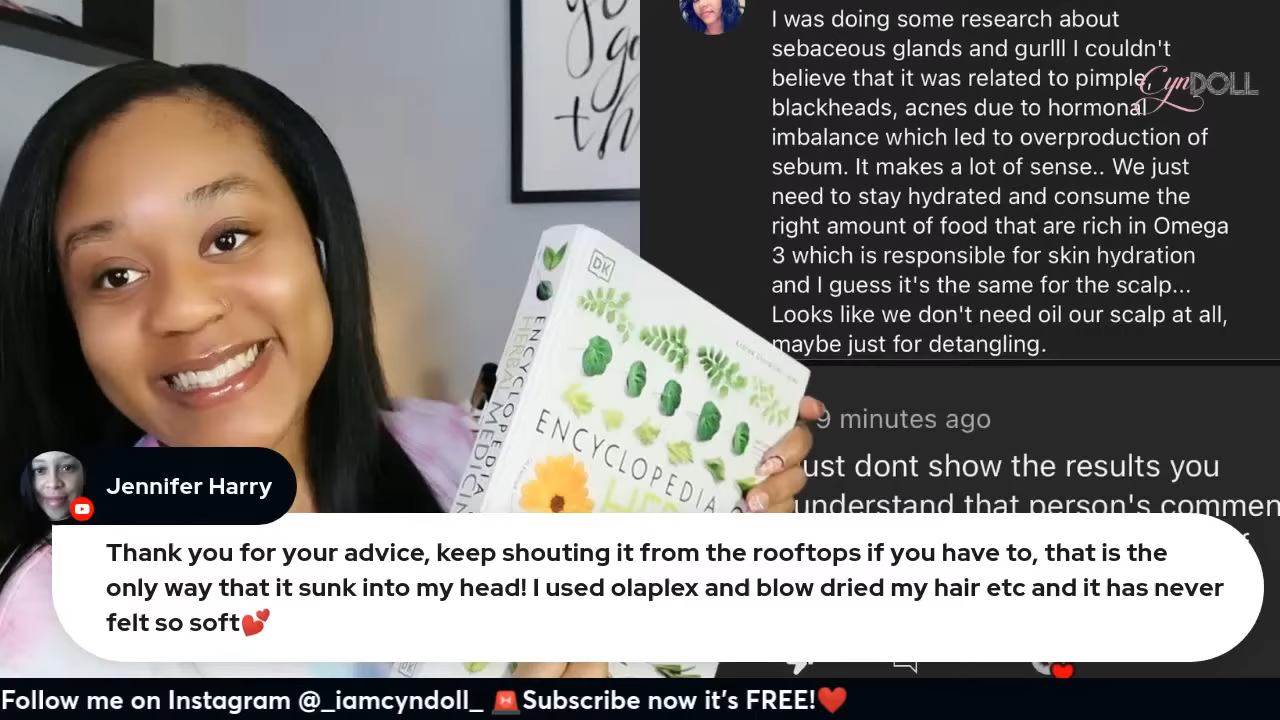 I was doing some research about
sebaceous glands and gurlll I couldn't
believe that it was related to pimple,
blackheads, acnes due to hormonal
imbalance which led to overproduction of
sebum. It makes a lot of sense.. We just
need to stay hydrated and consume the
right amount of food that are rich in Omega
3 which is responsible for skin hydration
and I guess it's the same for the scalp...
Looks like we don't need oil our scalp at all,
maybe just for detangling.
CynDOLL
DK
ENCYCLOPEDIA
HERBAL MEDICIN
ENCYCLOPEDIA
9 minutes ago
ust dont show the results you
understand that person's commen
Jennifer Harry
Thank you for your advice, keep shouting it from the rooftops if you have to, that is the
only way that it sunk into my head! I used olaplex and blow dried my hair etc and it has never
felt so soft💕
Follow me on Instagram @_iamcyndoll_ 🚨Subscribe now it's FREE!❤️